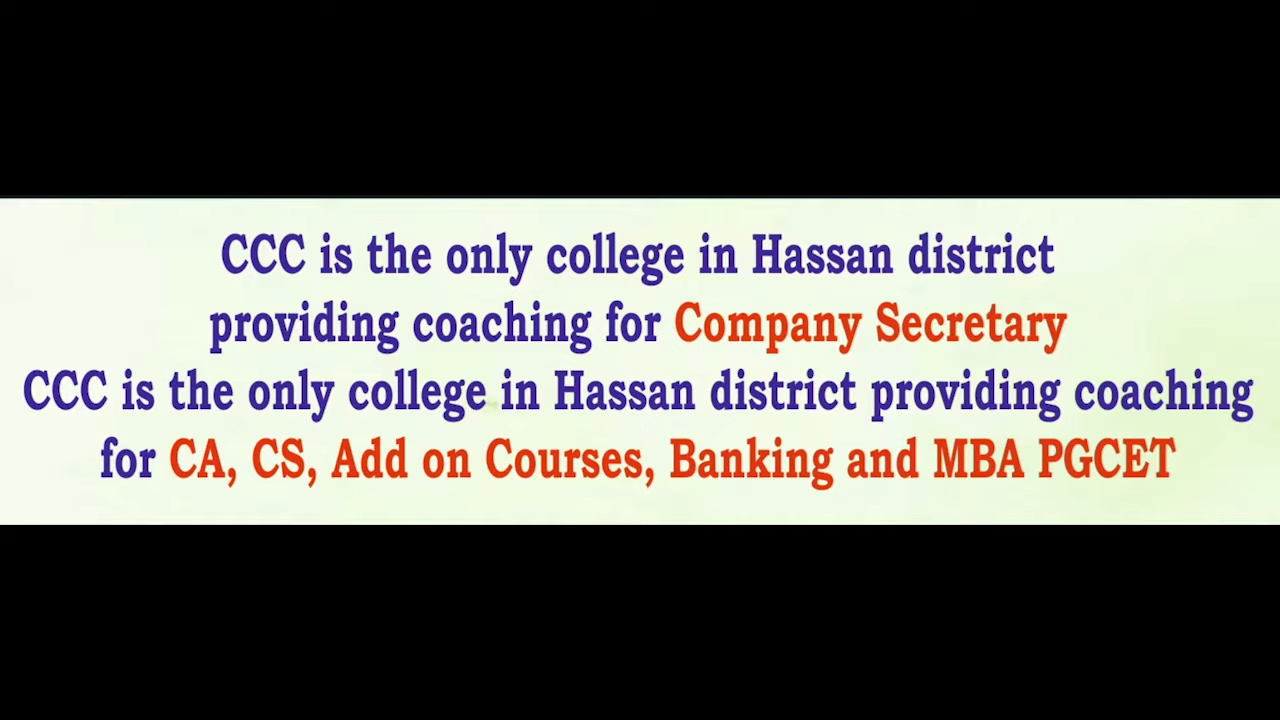 CCC is the only college in Hassan district
providing coaching for Company Secretary
CCC is the only college in Hassan district providing coaching
for CA, CS, Add on Courses, Banking and MBA PGCET